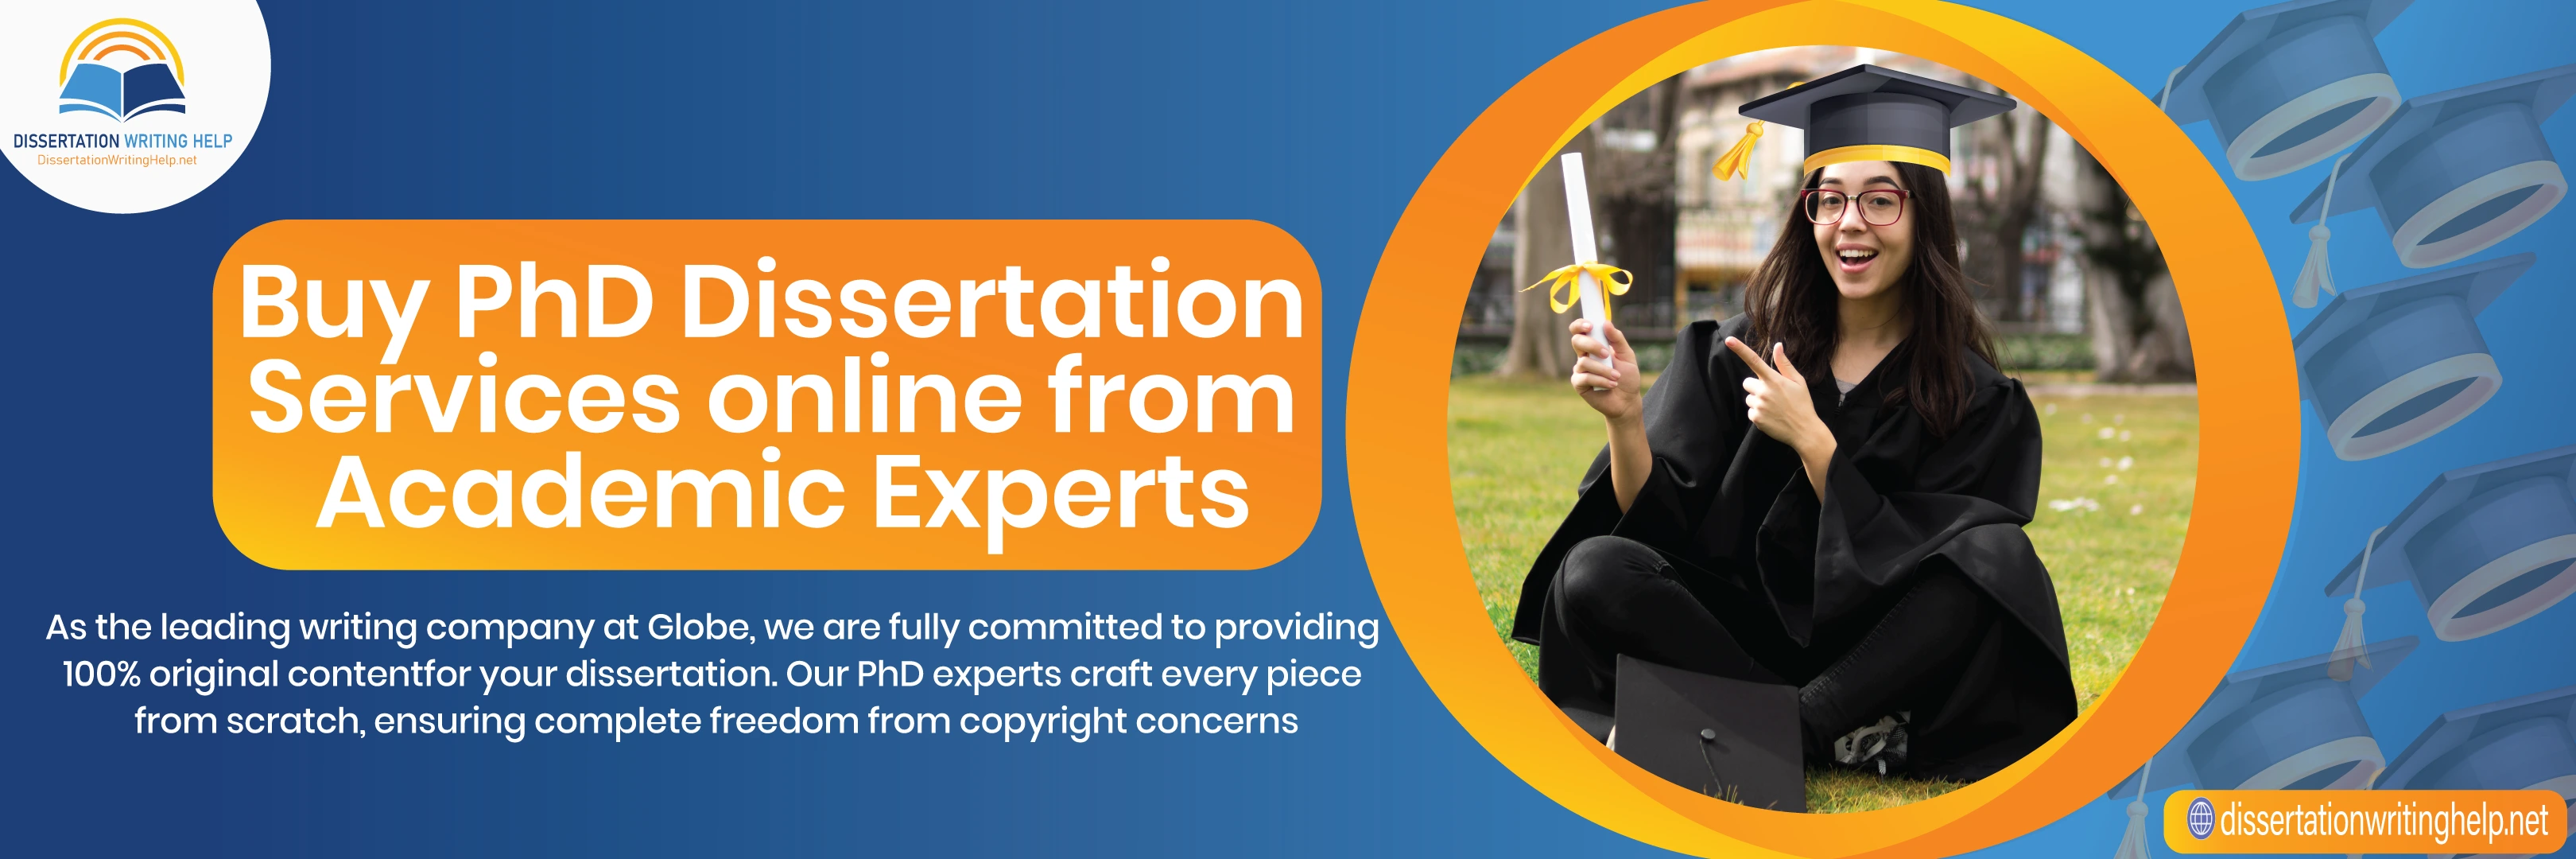 DISSERTATION WRITING HELP
DissertationWritingHelp.net
Buy PhD Dissertation
Services online from
Academic Experts
As the leading writing company at Globe, we are fully committed to providing
100% original contentfor your dissertation. Our PhD experts craft every piece
from scratch, ensuring complete freedom from copyright concerns
dissertationwritinghelp.net